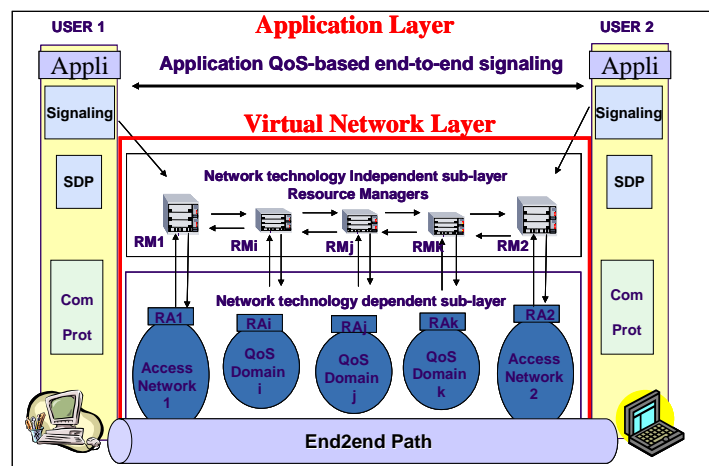 USER 1
Application Layer
USER 2
Appli
Application QoS-based end-to-end signaling
Appli
Signaling
Signaling
Virtual Network Layer
SDP
Network technology Independent sub-layer
Resource Managers
SDP
RM1
RMi
RMj
RMk
RM2
Com
Prot
Network technology dependent sub-layer
Com
Prot
RA1
RAi
RAj
RAk
RA2
Access
Network
1
QoS
Domain
i
QoS
Domain
j
QoS
Domain
k
Access
Network
2
End2end Path